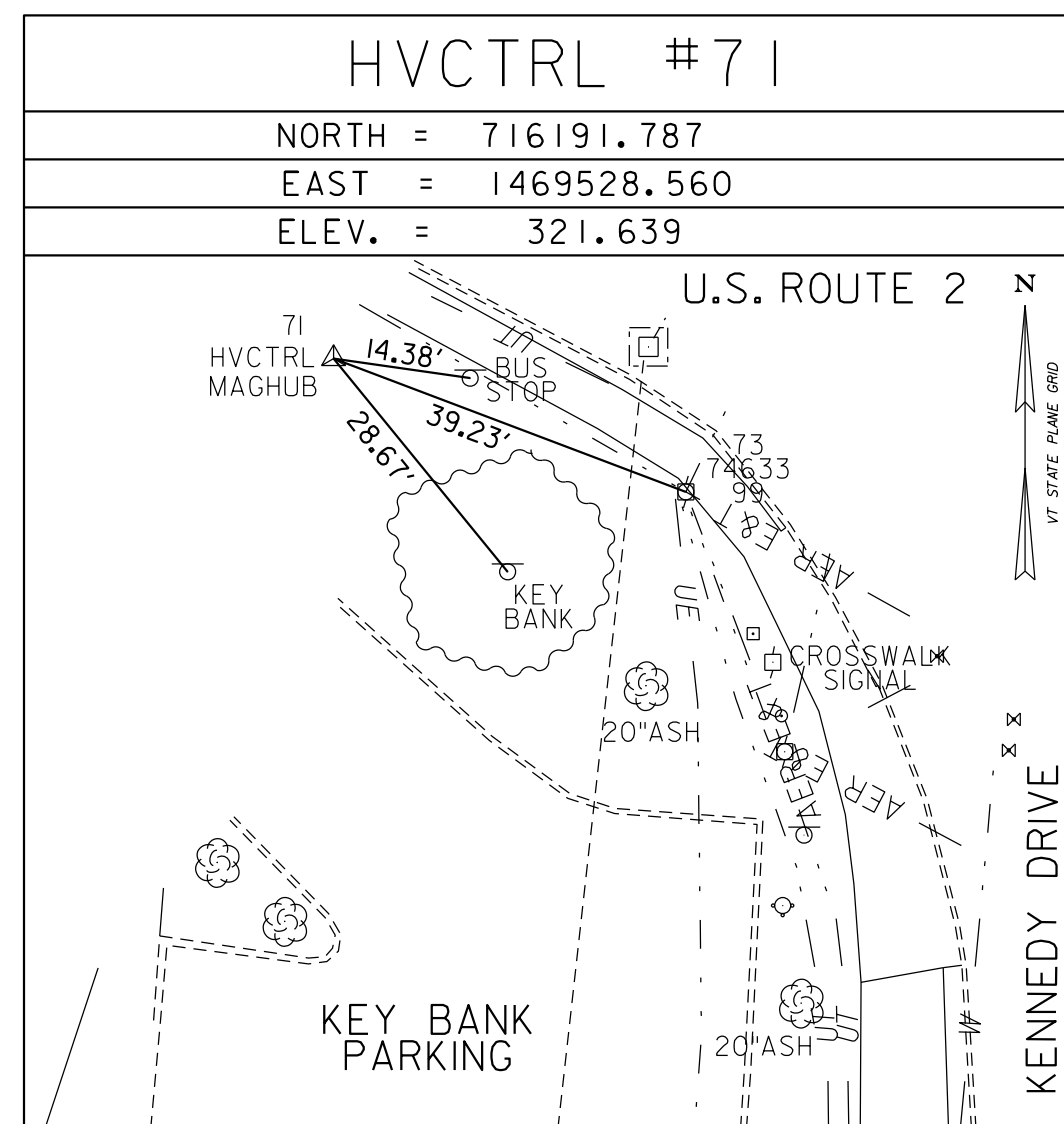 HVCTRL #71
NORTH = 716191.787
EAST = 1469528.560
ELEV. = 321.639
U.S. ROUTE 2
N
VT STATE PLANE GRID
71
HVCTRL
MAGHUB
14.38'
BUS
STOP
39.23'
28.67'
73
74633
99
E&T
AER
KEY
BANK
UE
CROSSWALK
SIGNAL
20"ASH
AER
AER
E&T
KENNEDY DRIVE
KEY BANK
PARKING
20"ASH
UT
W